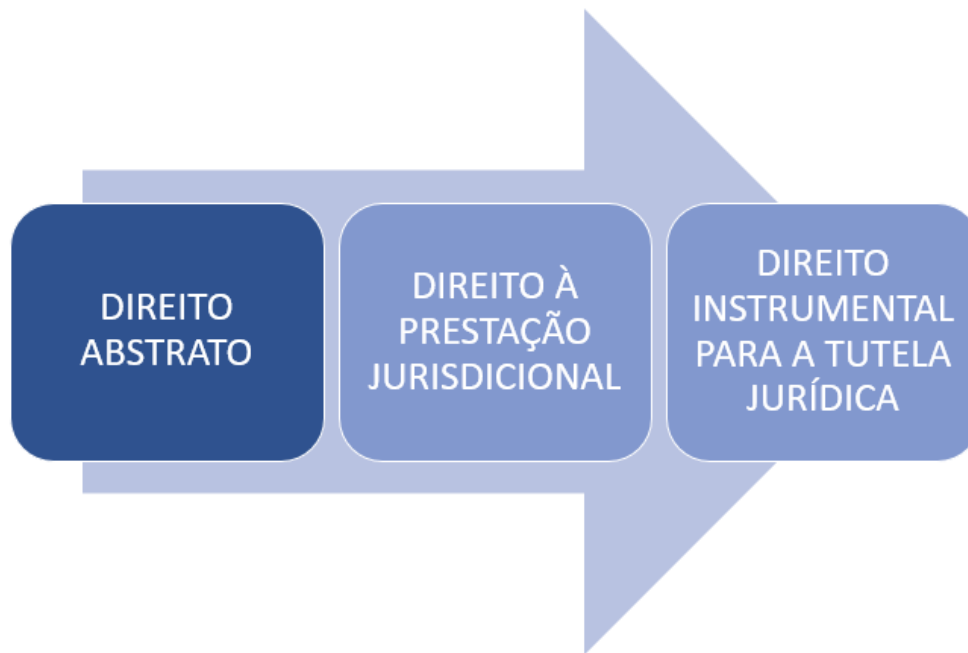 DIREITO
ABSTRATO
DIREITO À
PRESTAÇÃO
JURISDICIONAL
DIREITO
INSTRUMENTAL
PARA A TUTELA
JURÍDICA